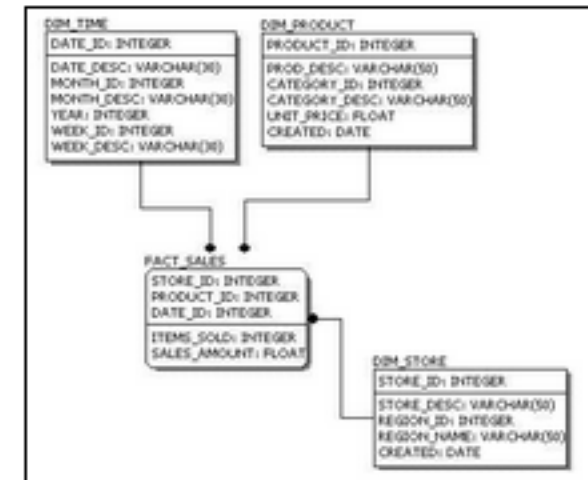 DIM_TIME
DATE_ID: INTEGER
DATE_DESC: VARCHAR(30)
MONTH_ID: INTEGER
MONTH_DESC: VARCHAR(30)
YEAR: INTEGER
WEEK_ID: INTEGER
WEEK_DESC: VARCHAR(30)
DIM_PRODUCT
PRODUCT_ID: INTEGER
PROD_DESC: VARCHAR(50)
CATEGORY_ID: INTEGER
CATEGORY_DESC: VARCHAR(50)
UNIT_PRICE: FLOAT
CREATED: DATE
FACT_SALES
STORE_ID: INTEGER
PRODUCT_ID: INTEGER
DATE_ID: INTEGER
ITEMS_SOLD: INTEGER
SALES_AMOUNT: FLOAT
DIM_STORE
STORE_ID: INTEGER
STORE_DESC: VARCHAR(50)
REGION_ID: INTEGER
REGION_NAME: VARCHAR(50)
CREATED: DATE